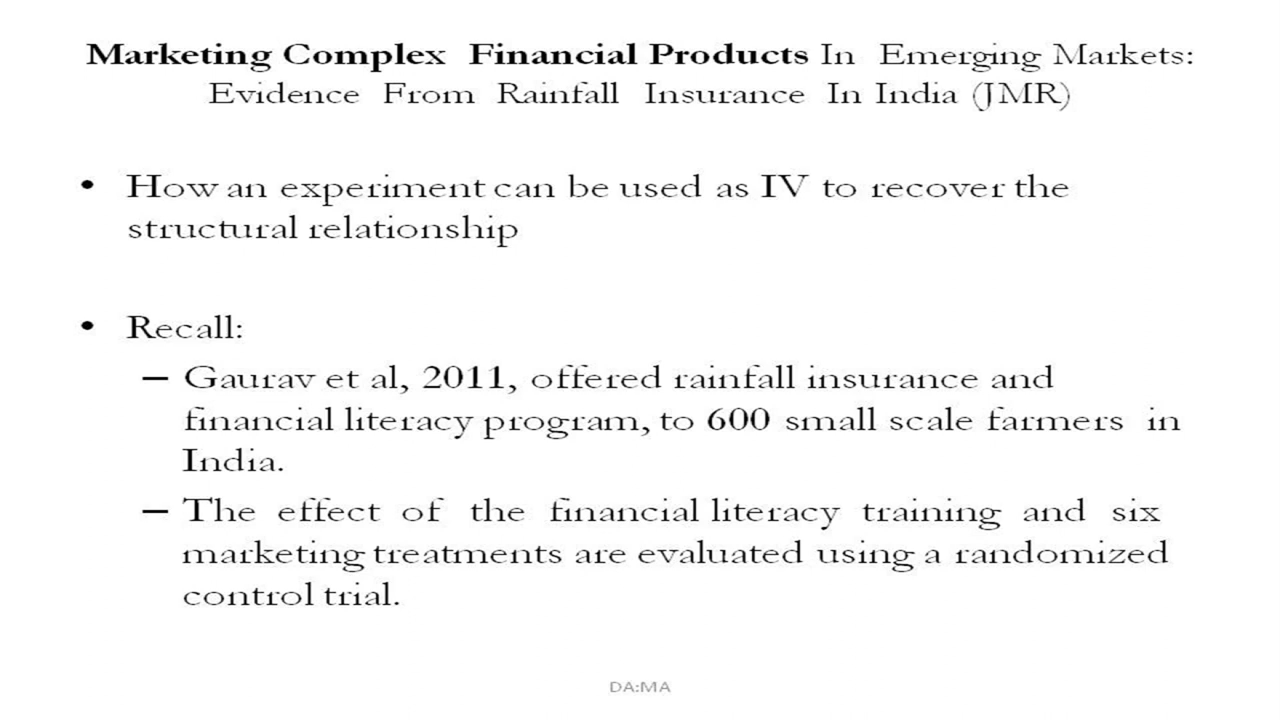 Marketing Complex Financial Products In Emerging Markets:
Evidence From Rainfall Insurance In India (JMR)
• How an experiment can be used as IV to recover the
structural relationship
• Recall:
– Gaurav et al, 2011, offered rainfall insurance and
financial literacy program, to 600 small scale farmers in
India.
– The effect of the financial literacy training and six
marketing treatments are evaluated using a randomized
control trial.
DA:MA